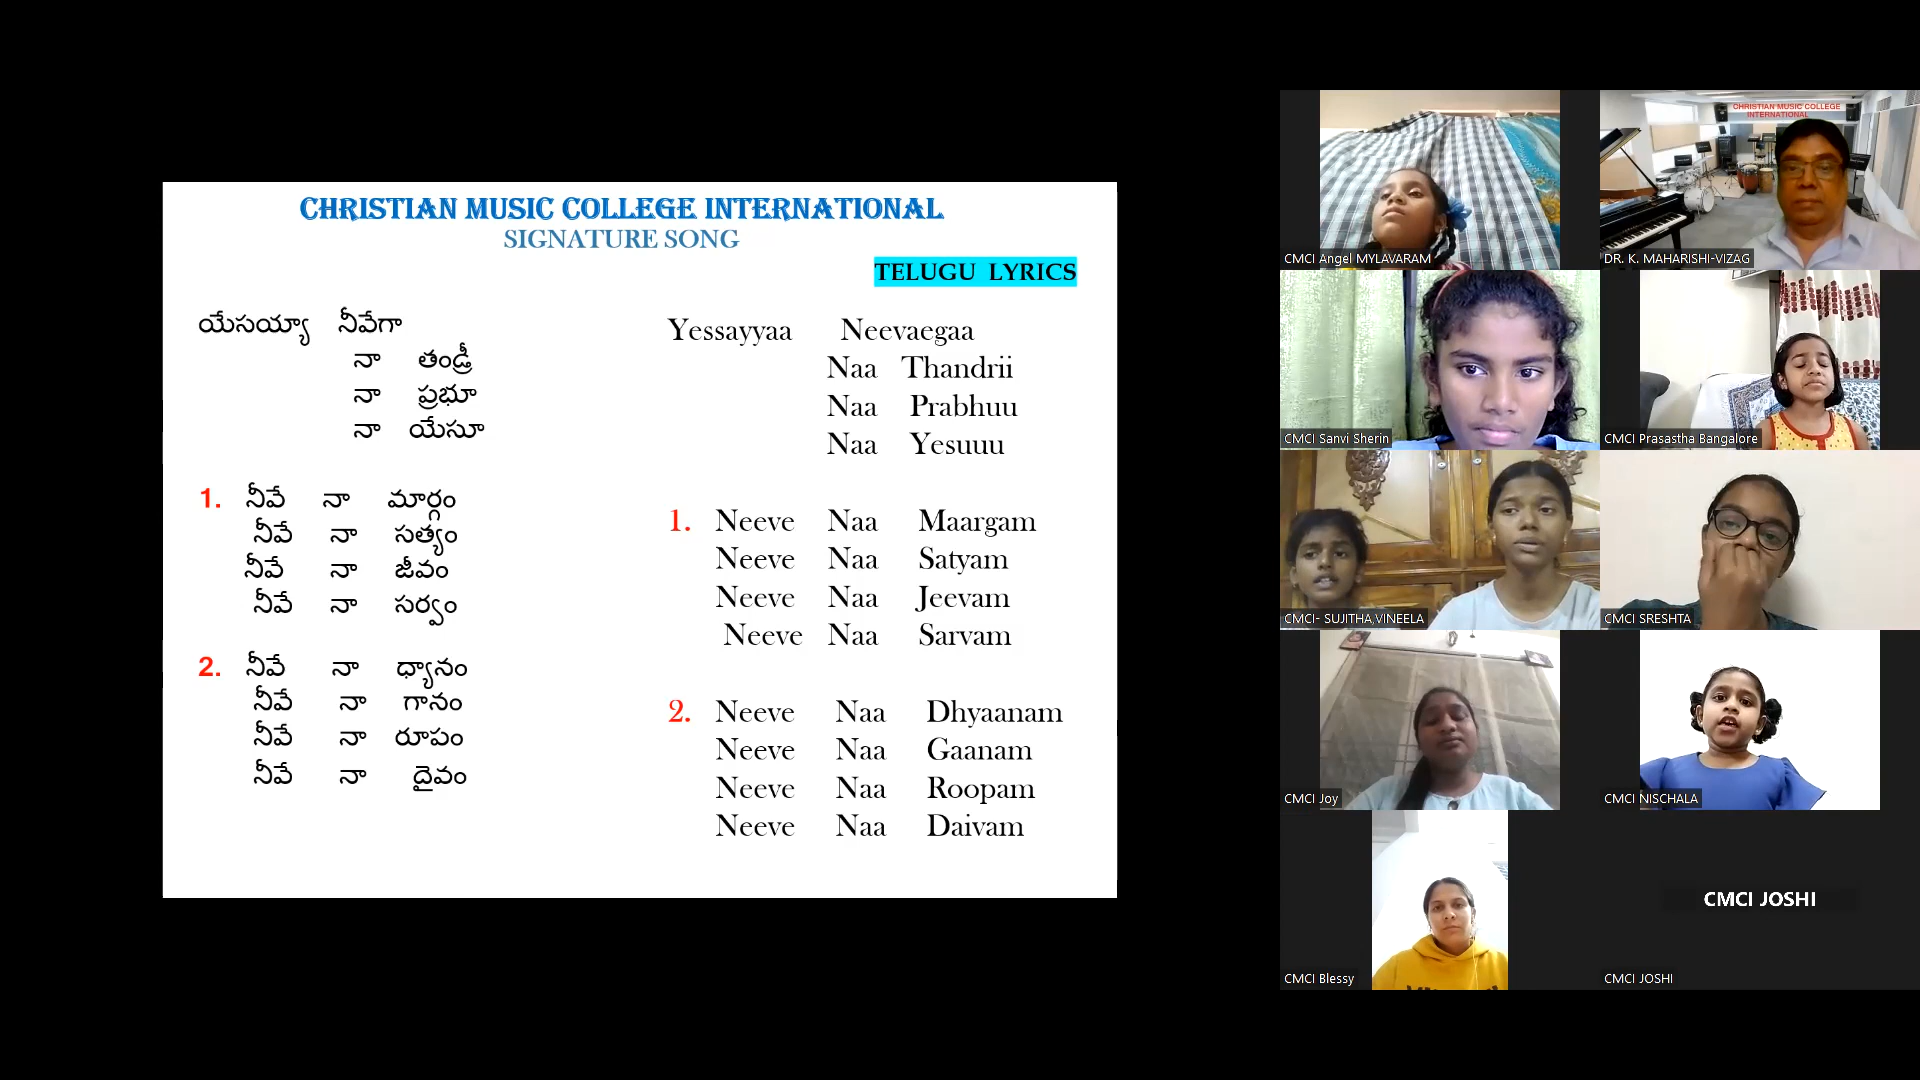 CHRISTIAN MUSIC COLLEGE INTERNATIONAL
SIGNATURE SONG
TELUGU LYRICS
యేసయ్యా నీవేగా
నా తండ్రీ
నా ప్రభూ
నా యేసూ
1. నీవే నా మార్గం
నీవే నా సత్యం
నీవే నా జీవం
నీవే నా సర్వం
2. నీవే నా ధ్యానం
నీవే నా గానం
నీవే నా రూపం
నీవే నా దైవం
Yessayyaa Neevaegaa
Naa Thandrii
Naa Prabhuu
Naa Yesuuu
1. Neeve Naa Maargam
Neeve Naa Satyam
Neeve Naa Jeevam
Neeve Naa Sarvam
2. Neeve Naa Dhyaanam
Neeve Naa Gaanam
Neeve Naa Roopam
Neeve Naa Daivam
CMCI Angel MYLAVARAM
CHRISTIAN MUSIC COLLEGE
INTERNATIONAL
DR. K. MAHARISHI-VIZAG
CMCI Sanvi Sherin
CMCI Prasastha Bangalore
CMCI- SUJITHA,VINEELA
CMCI SRESHTA
CMCI Joy
CMCI NISCHALA
CMCI Blessy
CMCI JOSHI
CMCI JOSHI